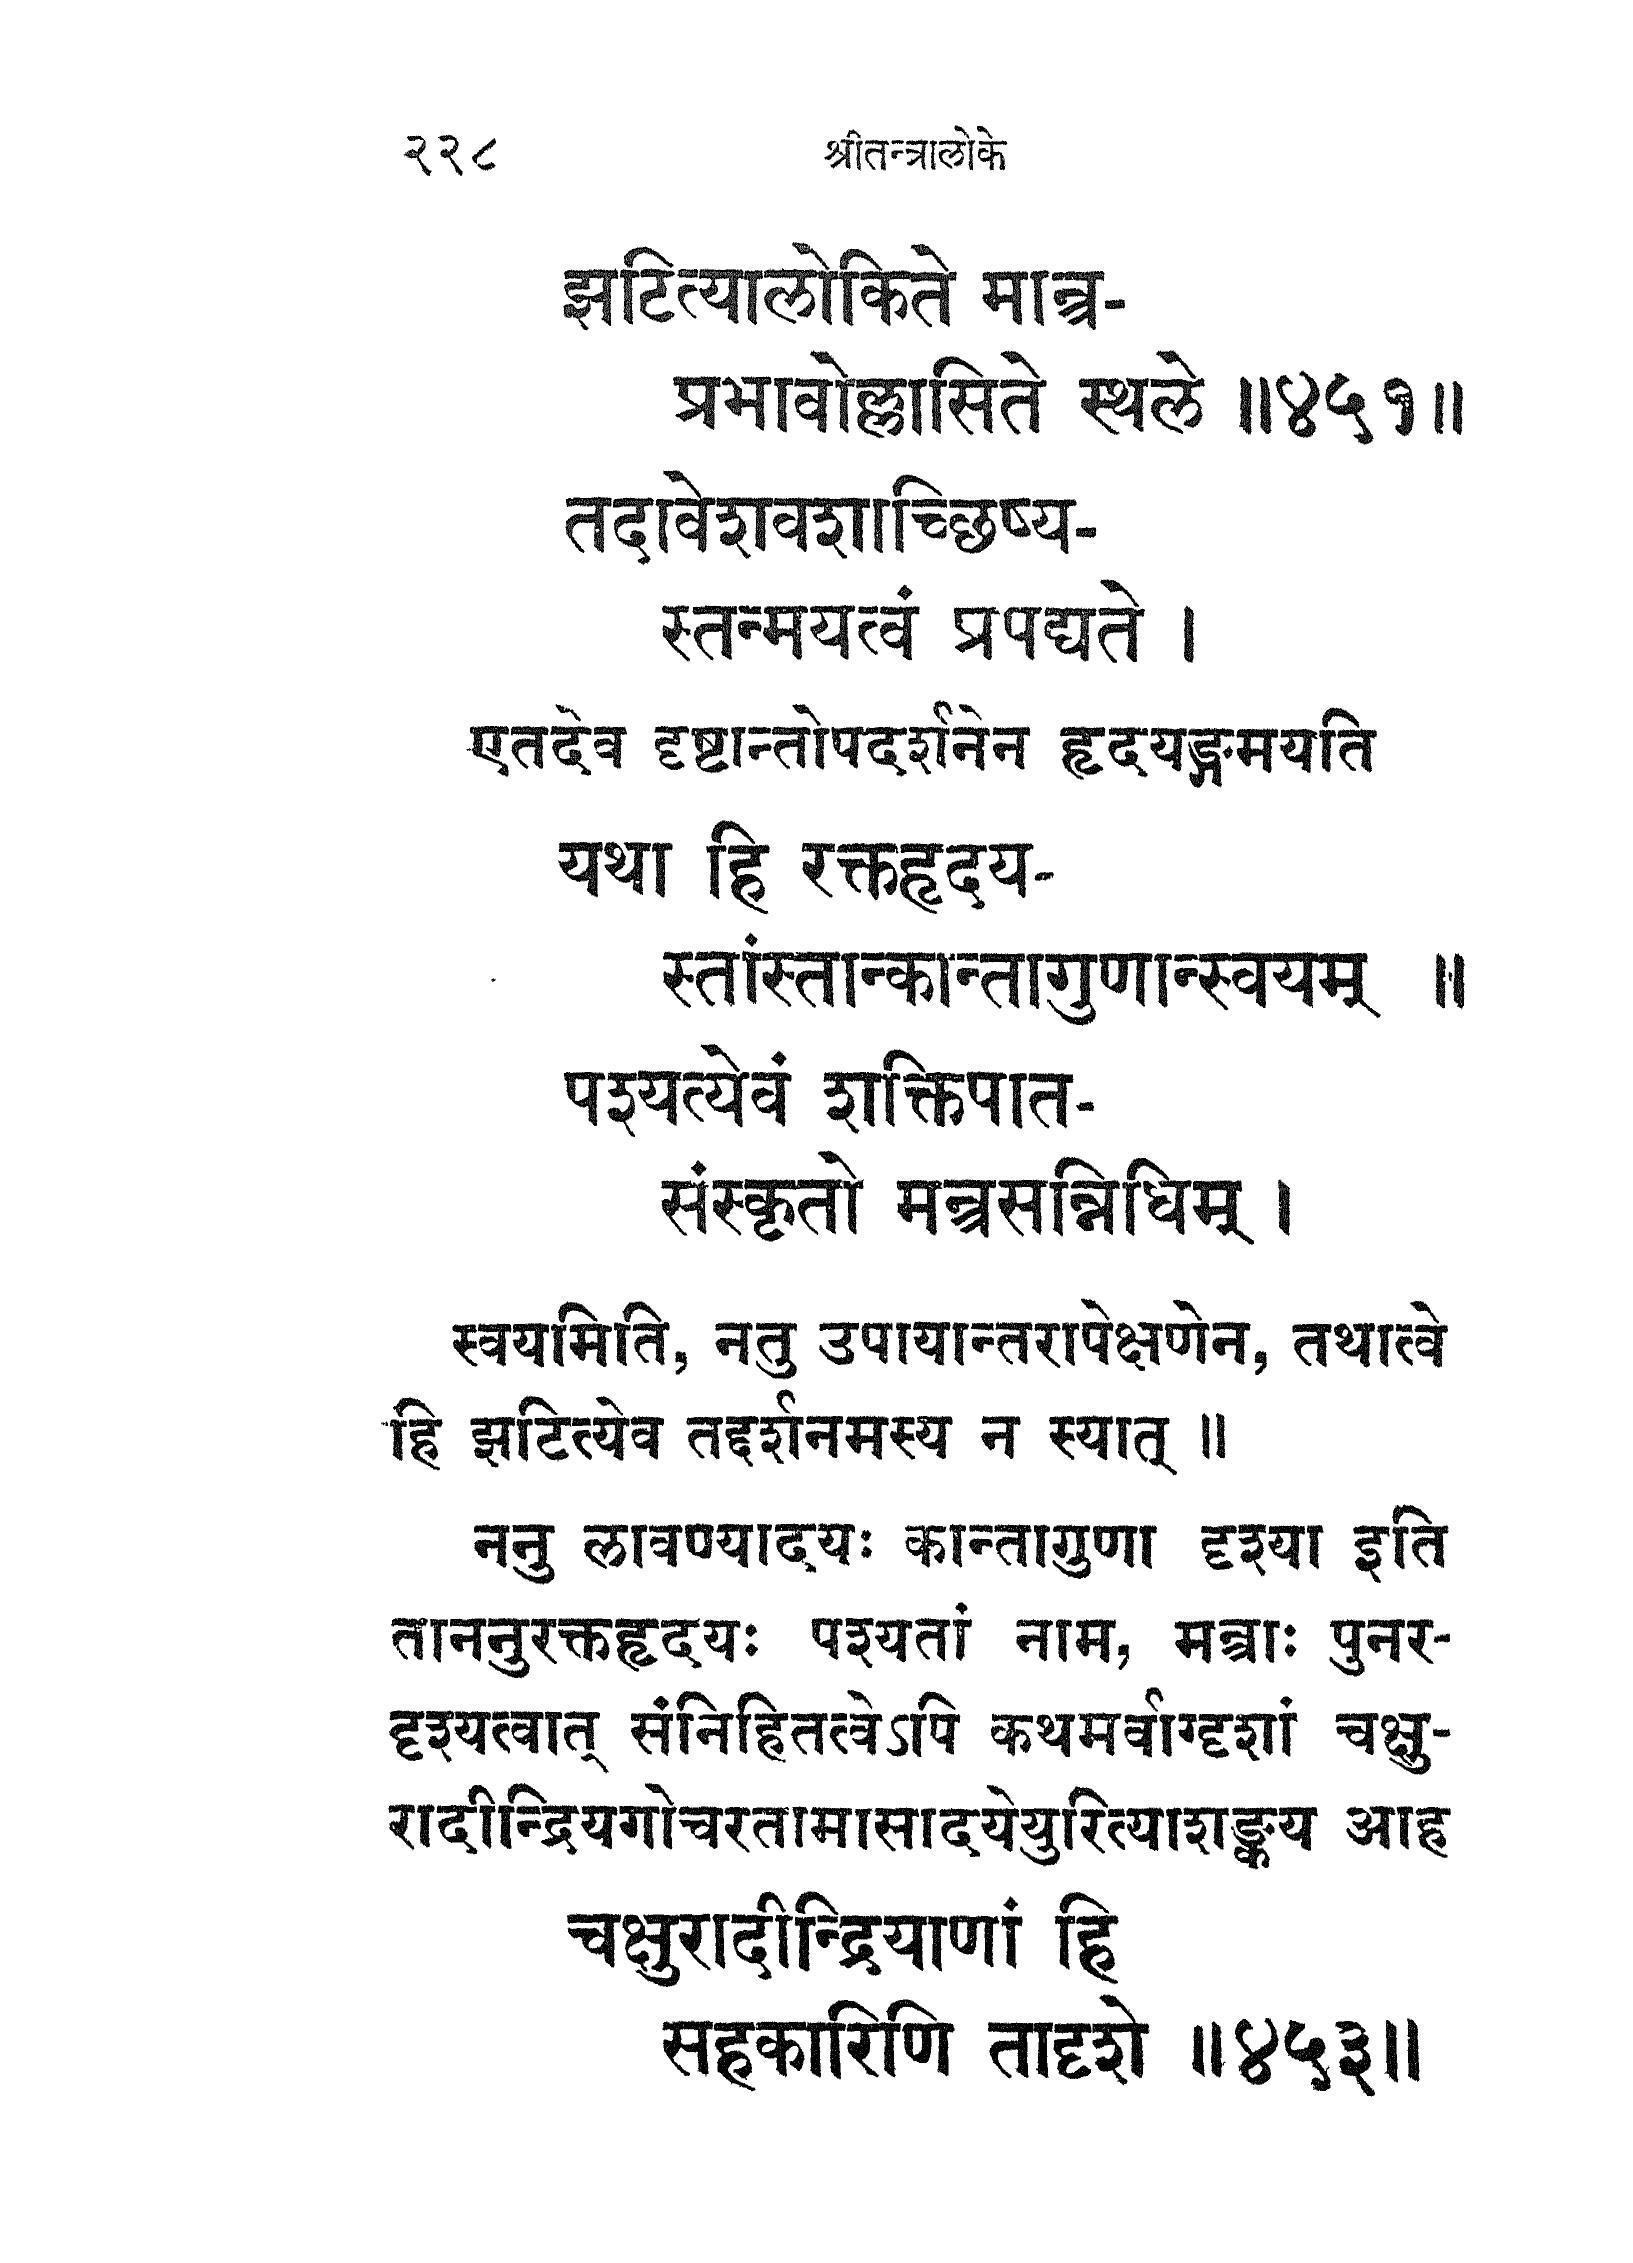 २२८ श्रीतन्त्रालोके
झटित्यालोकिते मान्त्र-
प्रभावोल्लासिते स्थले ॥४५१॥
तदावेशवशाच्छिष्य-
स्तन्मयत्वं प्रपद्यते ।
एतदेव दृष्टान्तोपदर्शनेन हृदयङ्गमयति
यथा हि रक्तहृदय-
स्तांस्तान्कान्तागुणान्स्वयम् ॥
पश्यत्येवं शक्तिपात-
संस्कृतो मन्त्रसन्निधिम् ।
स्वयमिति, नतु उपायान्तरापेक्षणेन, तथात्वे
हि झटित्येव तद्दर्शनमस्य न स्यात् ॥
ननु लावण्यादयः कान्तागुणा दृश्या इति
ताननुरक्तहृदयः पश्यतां नाम, मन्त्राः पुनर-
दृश्यत्वात् संनिहितत्वेऽपि कथमर्वाग्दृशां चक्षु-
रादीन्द्रियगोचरतामासादयेयुरित्याशङ्क्य आह
चक्षुरादीन्द्रियाणां हि
सहकारिणि तादृशे ॥४५३॥